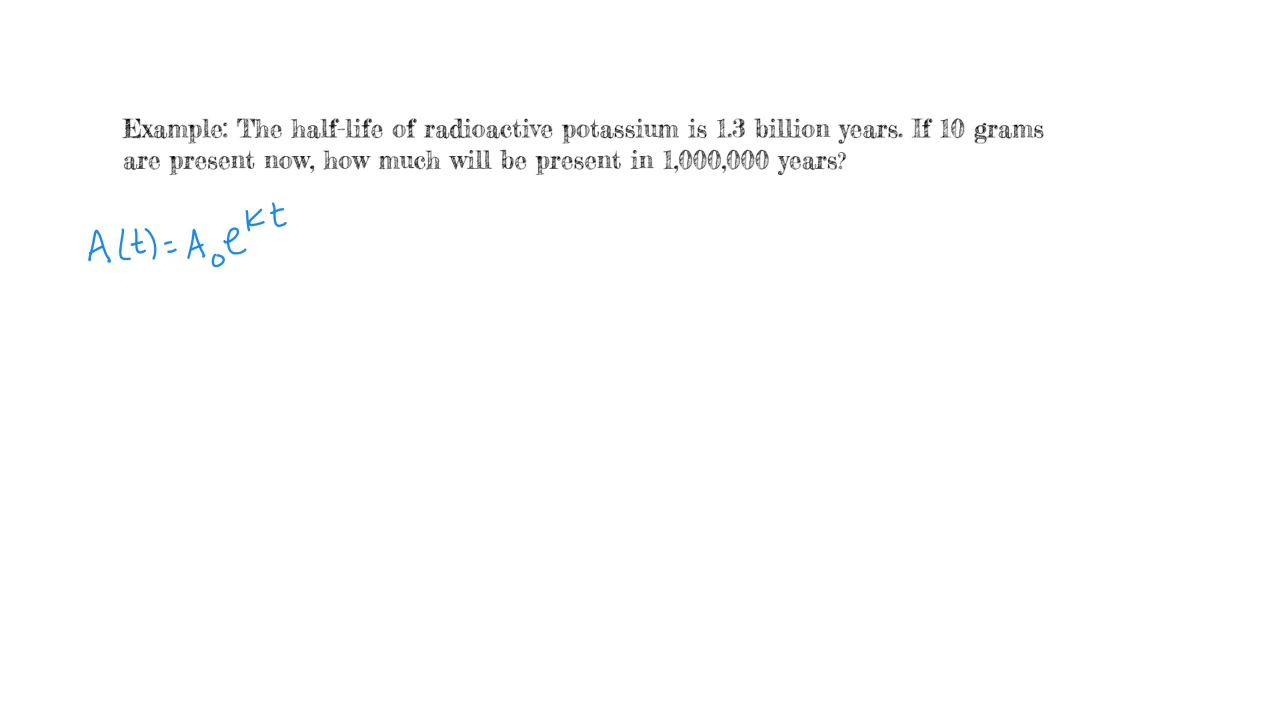 Example: The half-life of radioactive potassium is 1.3 billion years. If 10 grams
are present now, how much will be present in 1,000,000 years?
A(t)=A₀e^{kt}